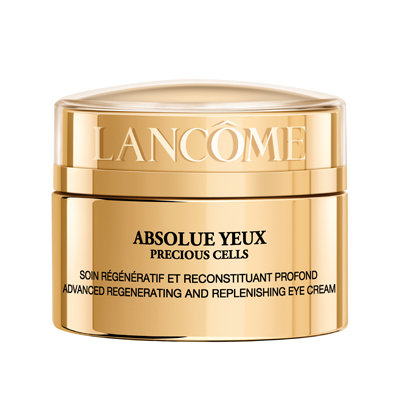 LANCÔME
ABSOLUE YEUX
PRECIOUS CELLS
SOIN RÉGÉNÉRATIF ET RECONSTITUANT PROFOND
ADVANCED REGENERATING AND REPLENISHING EYE CREAM